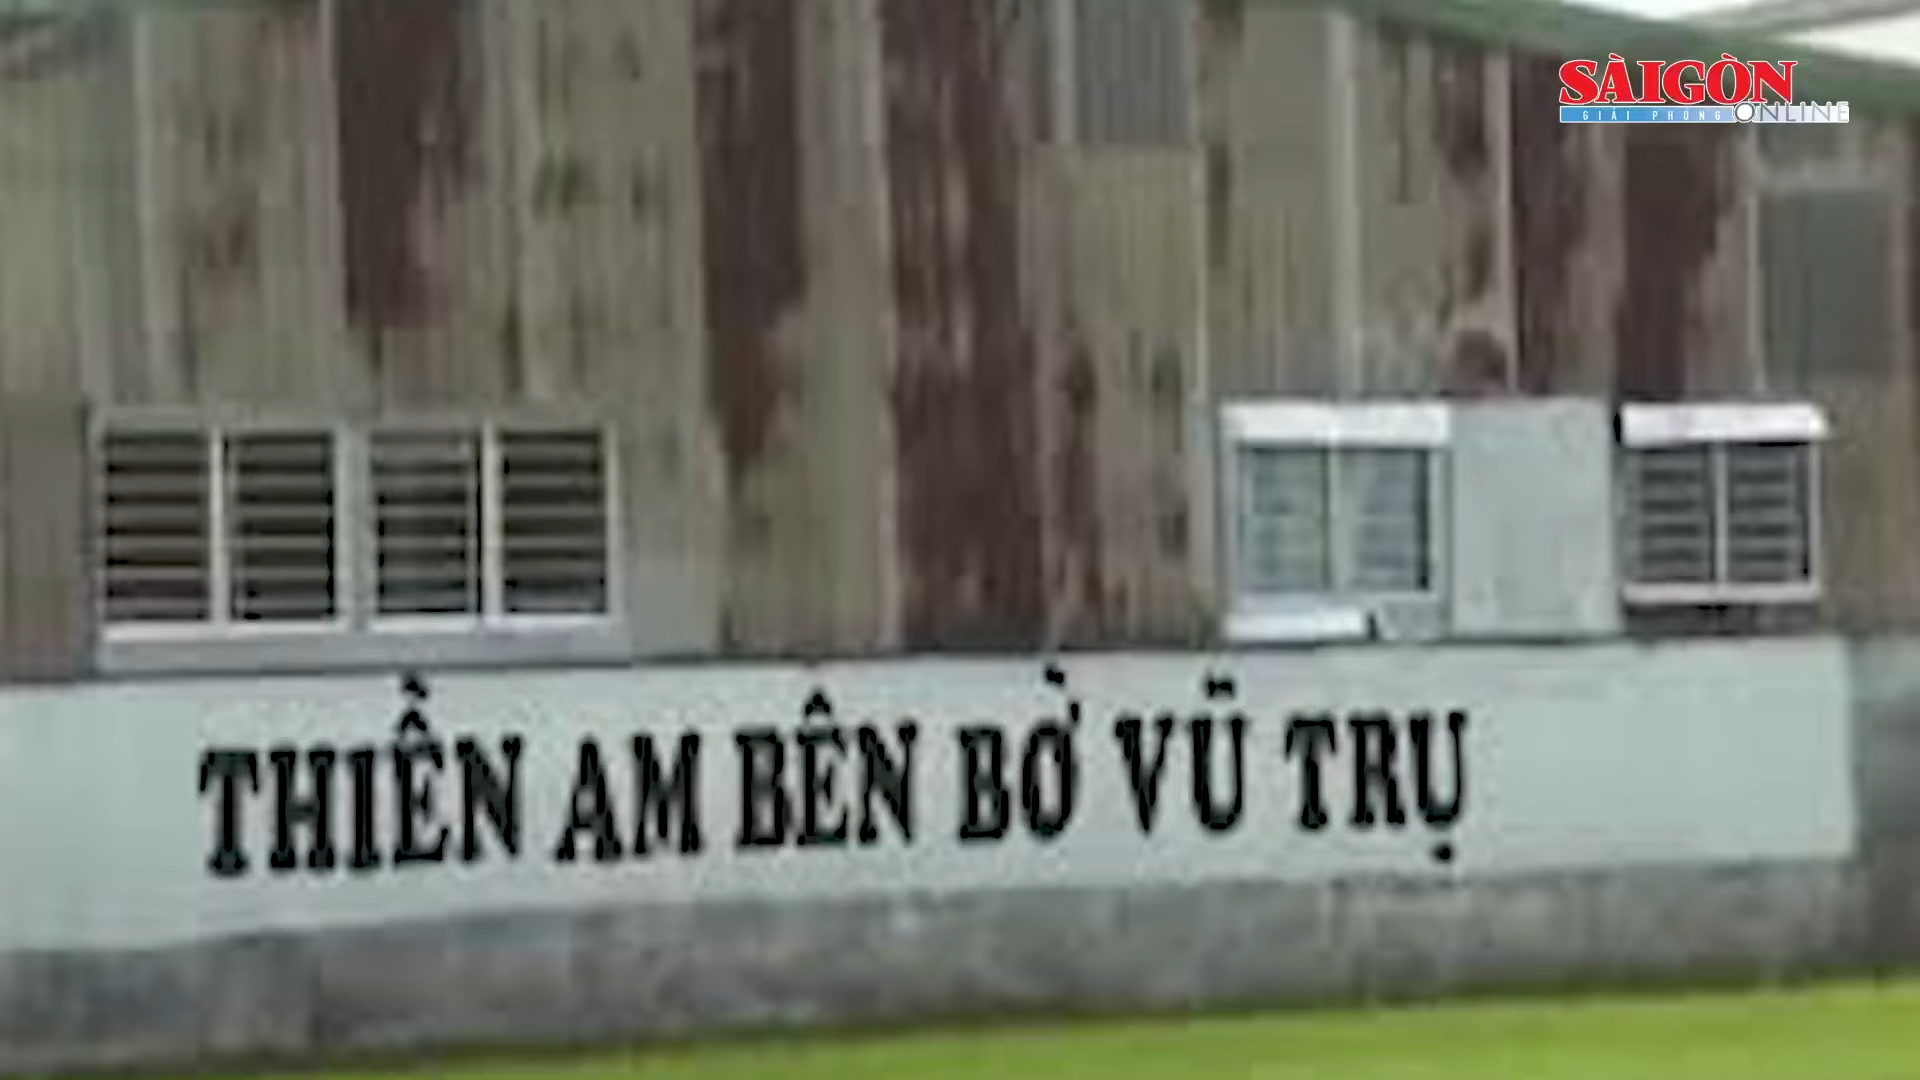 SÀIGÒN
GIẢI PHÓNG ONLINE
THIỀN AM BÊN BỜ VŨ TRỤ